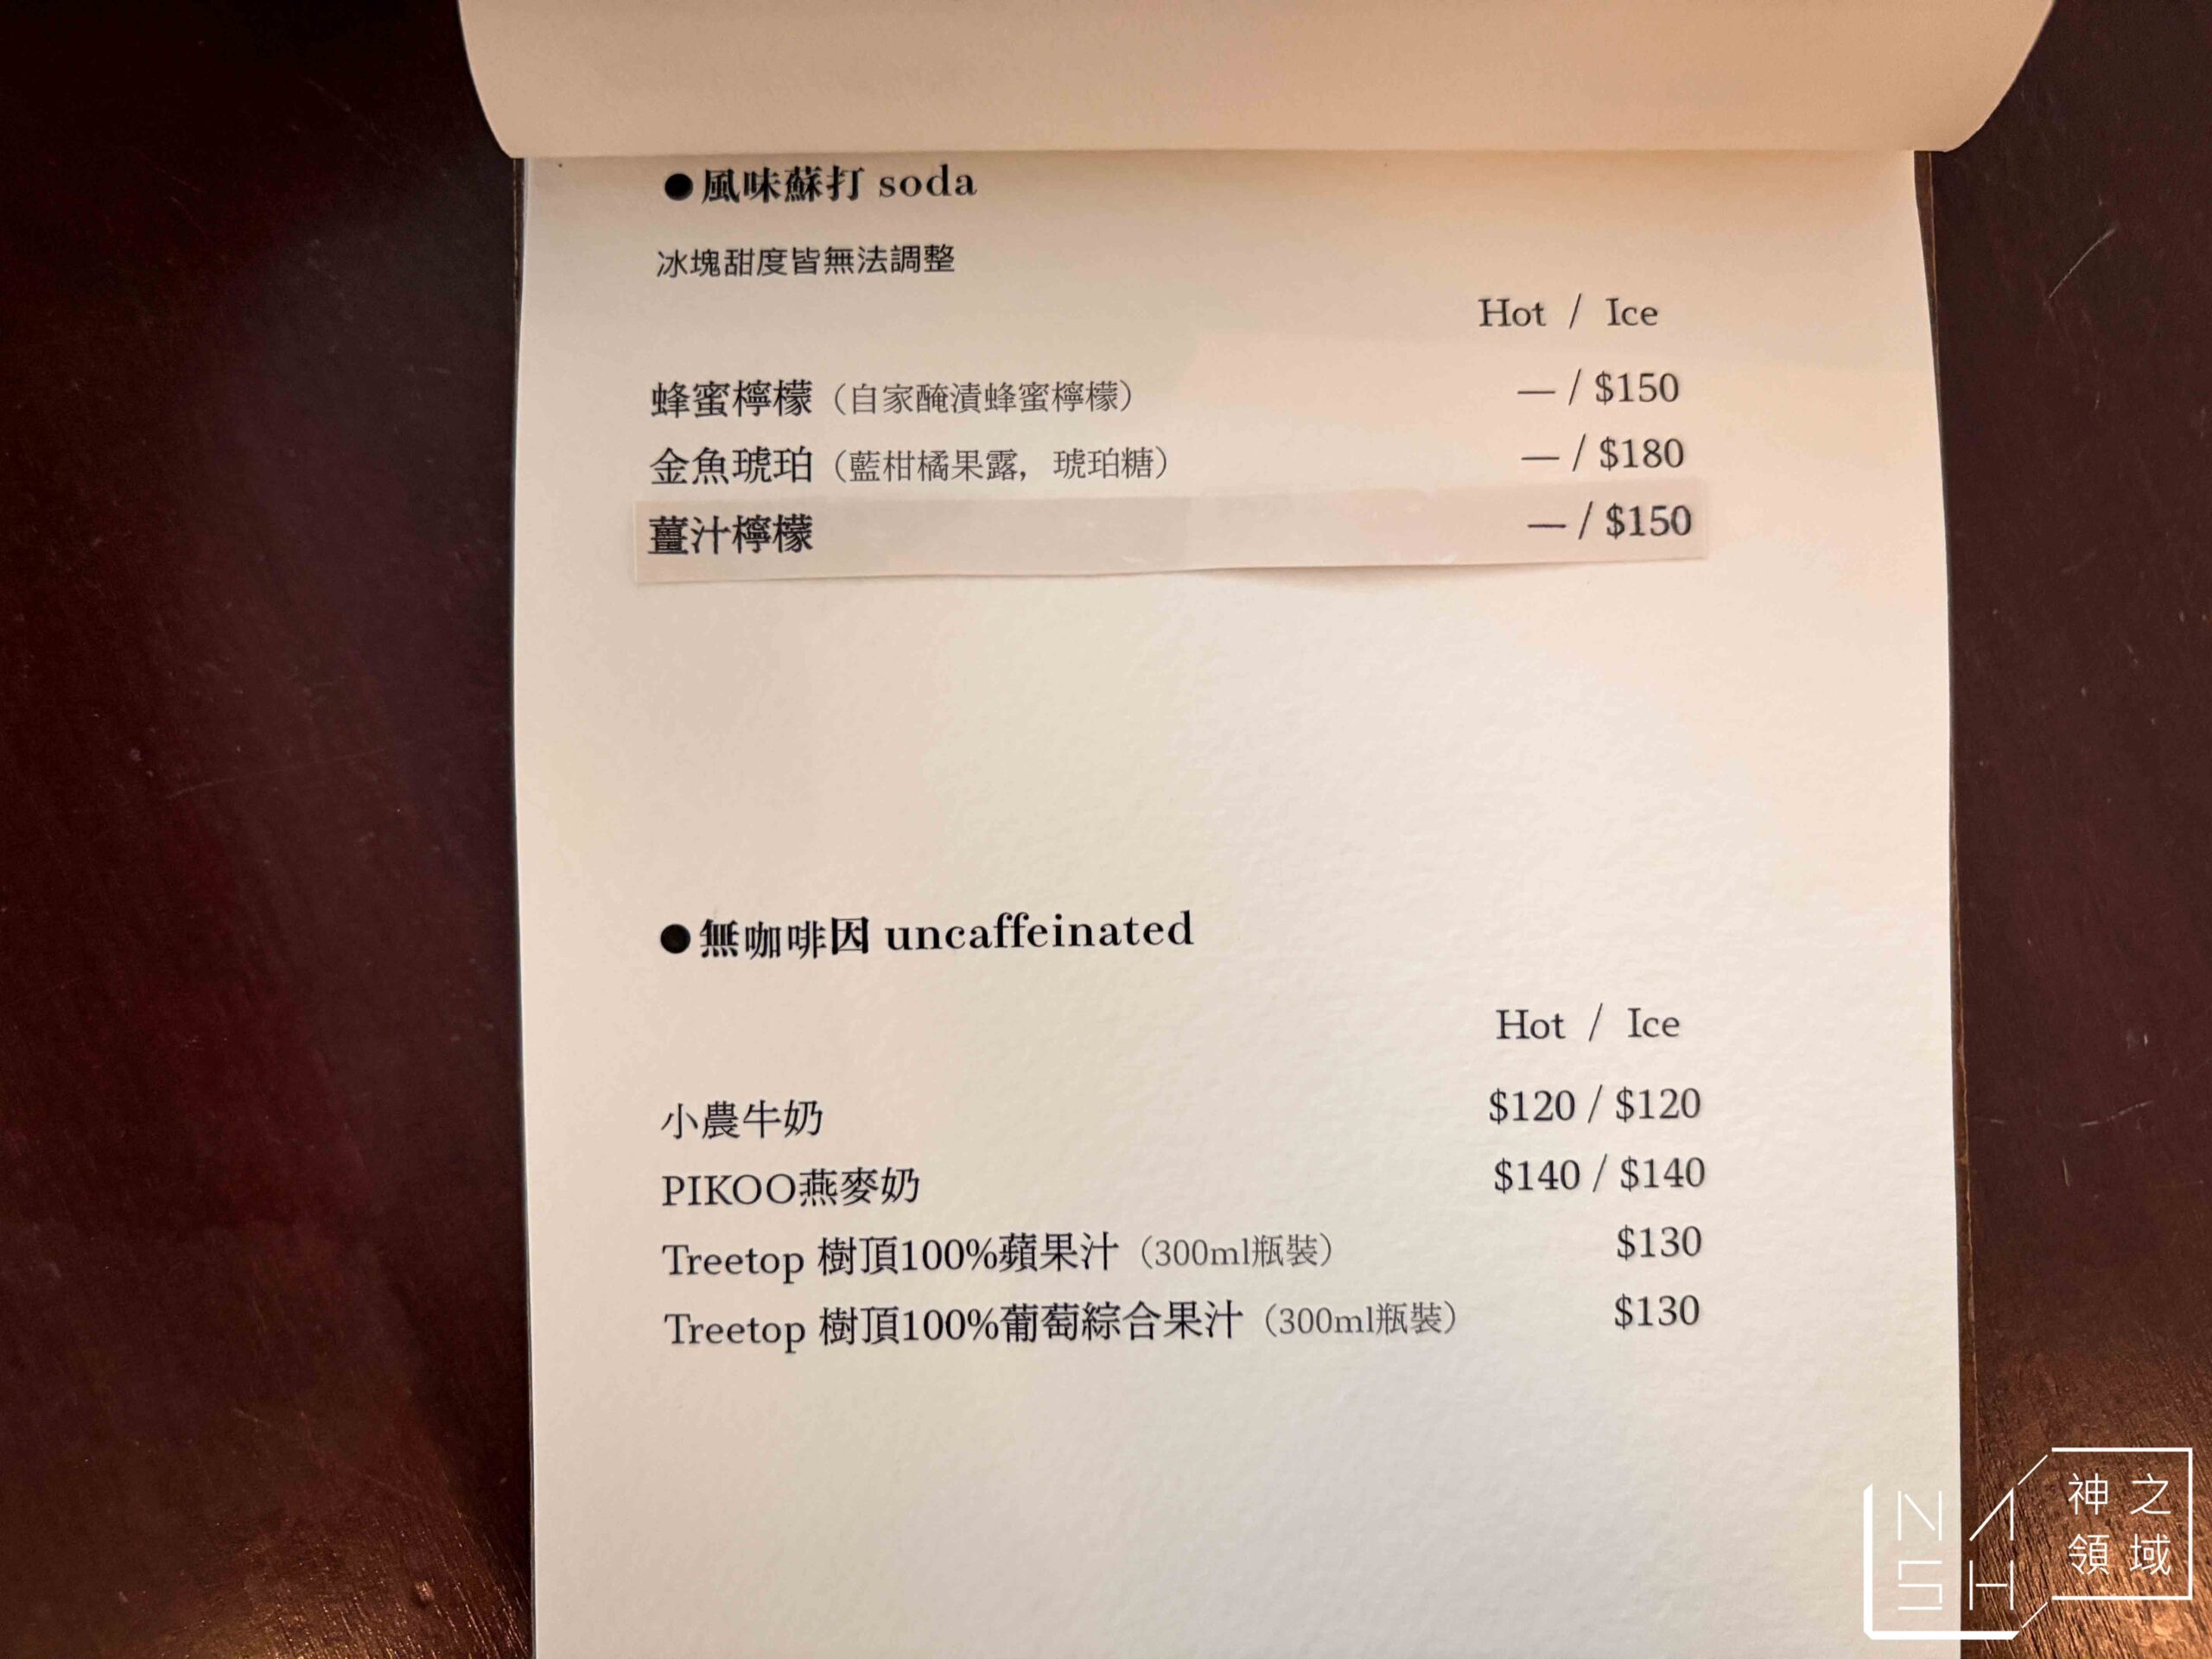 ●風味蘇打 soda
冰塊甜度皆無法調整
Hot / Ice
蜂蜜檸檬（自家醃漬蜂蜜檸檬） — / $150
金魚琥珀（藍柑橘果露，琥珀糖） — / $180
薑汁檸檬 — / $150
●無咖啡因 uncaffeinated
Hot / Ice
小農牛奶 $120 / $120
PIKOO燕麥奶 $140 / $140
Treetop 樹頂100%蘋果汁（300ml瓶裝） $130
Treetop 樹頂100%葡萄綜合果汁（300ml瓶裝） $130
NASH
神之
領域